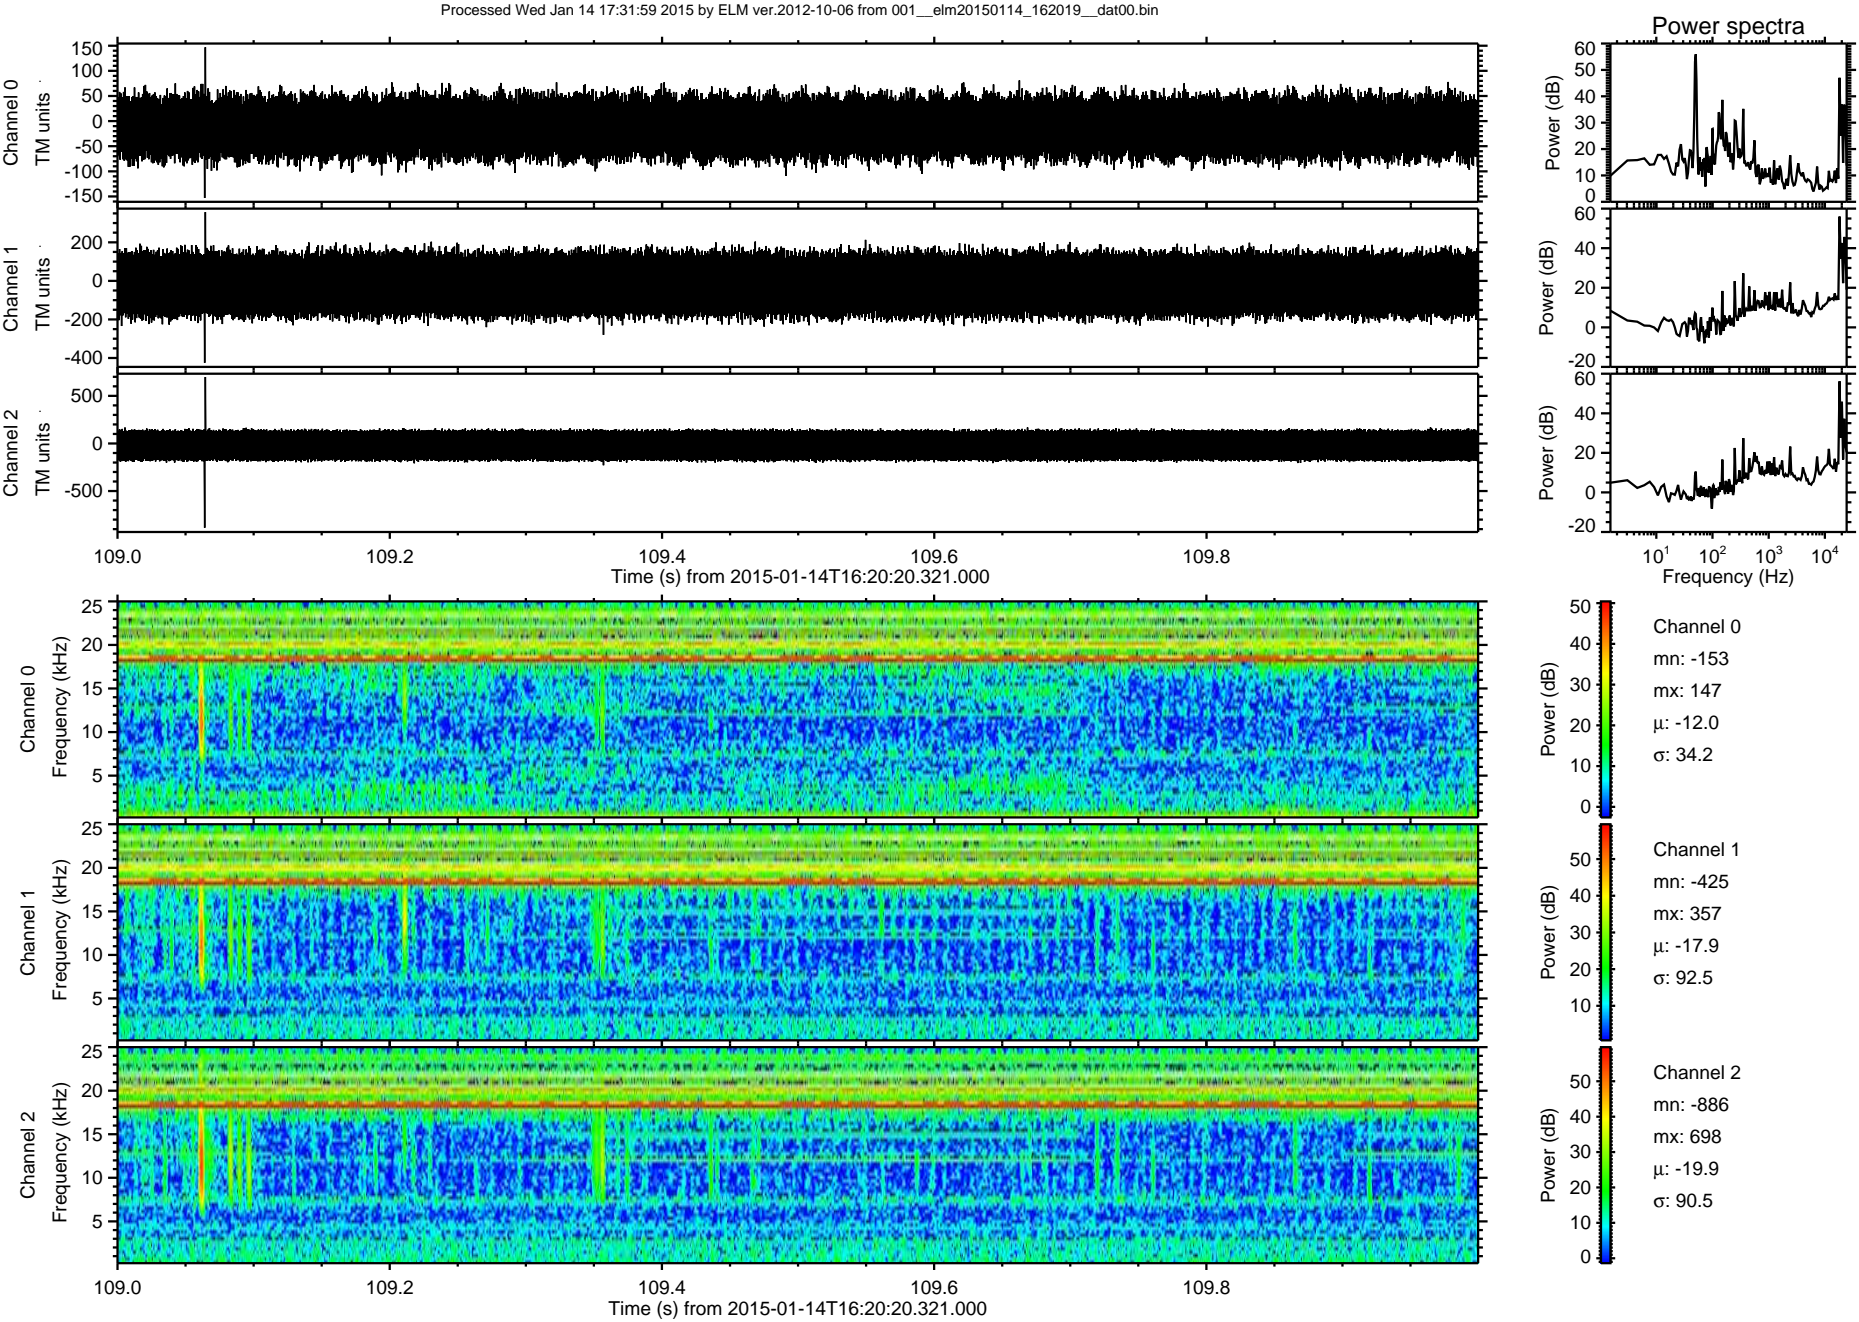 Processed Wed Jan 14 17:31:59 2015 by ELM ver.2012-10-06 from 001__elm20150114_162019__dat00.bin
Power spectra
Channel 0
TM units
150
100
50
0
-50
-100
-150
Power (dB)
60
50
40
30
20
10
0
Channel 1
TM units
200
0
-200
-400
Power (dB)
60
40
20
0
-20
Channel 2
TM units
500
0
-500
Power (dB)
60
40
20
0
-20
109.0 109.2 109.4 109.6 109.8
Time (s) from 2015-01-14T16:20:20.321.000
10¹ 10² 10³ 10⁴
Frequency (Hz)
Channel 0
Frequency (kHz)
25
20
15
10
5
Power (dB)
50
40
30
20
10
0
Channel 0
mn: -153
mx: 147
μ: -12.0
σ: 34.2
Channel 1
Frequency (kHz)
25
20
15
10
5
Power (dB)
50
40
30
20
10
Channel 1
mn: -425
mx: 357
μ: -17.9
σ: 92.5
Channel 2
Frequency (kHz)
25
20
15
10
5
Power (dB)
50
40
30
20
10
0
Channel 2
mn: -886
mx: 698
μ: -19.9
σ: 90.5
109.0 109.2 109.4 109.6 109.8
Time (s) from 2015-01-14T16:20:20.321.000